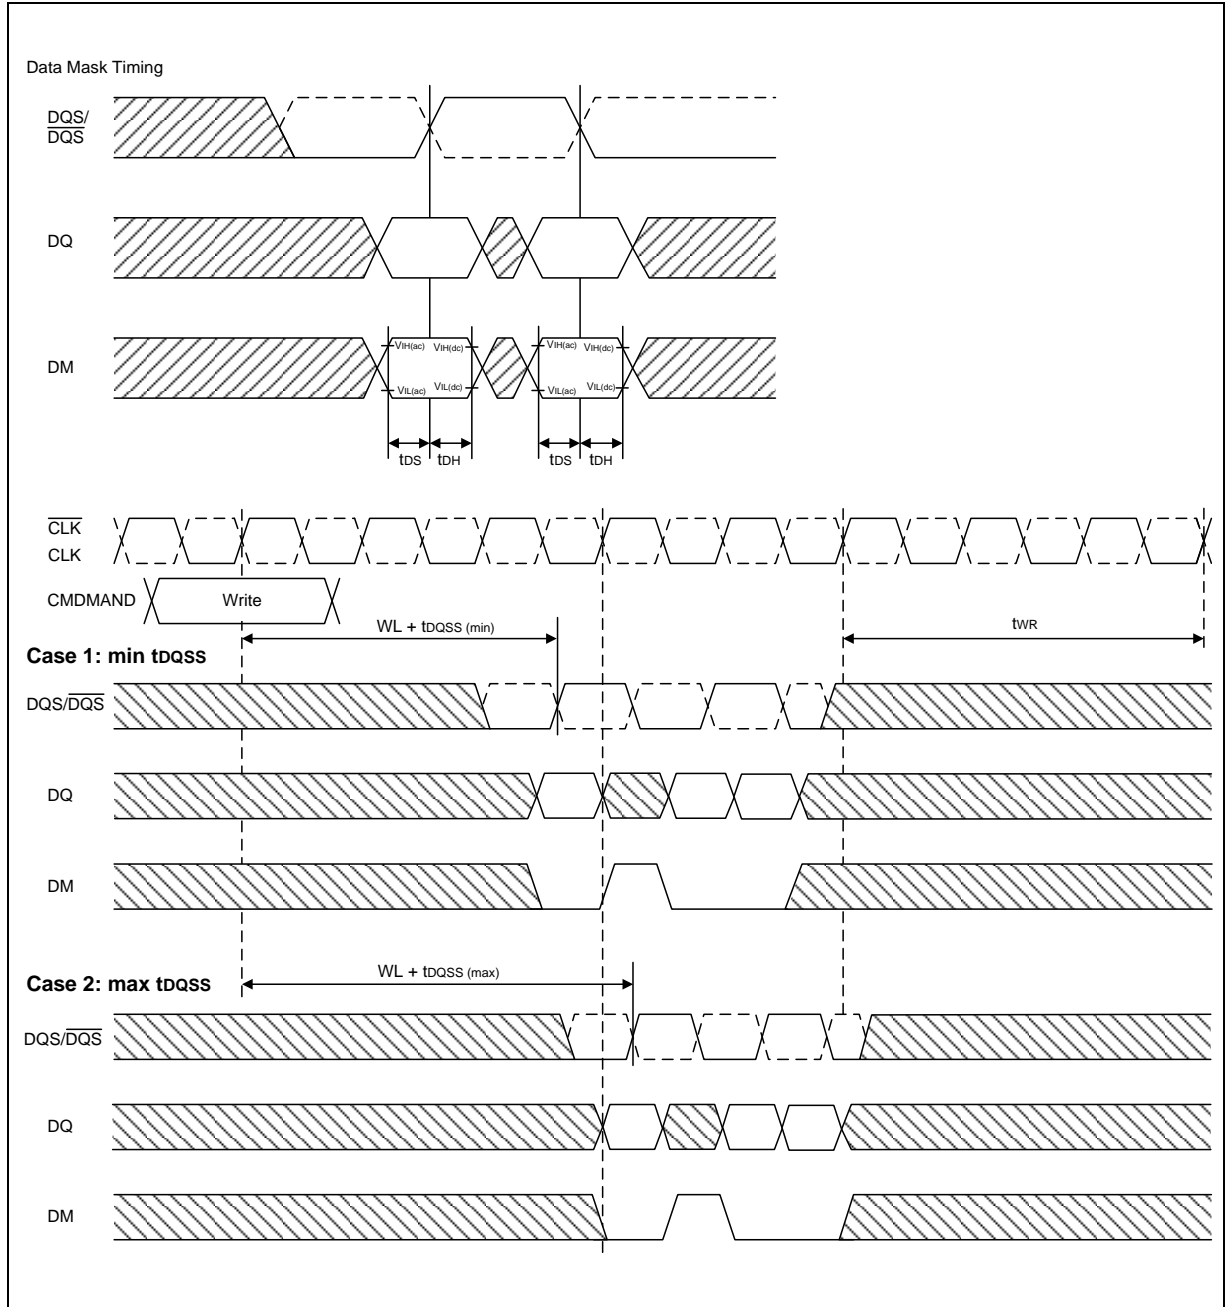 Data Mask Timing
DQS/
DQS
DQ
DM
VIH(ac) VIH(dc) VIH(ac) VIH(dc)
VIL(ac) VIL(dc) VIL(ac) VIL(dc)
tDS tDH tDS tDH
CLK
CLK
CMDMAND Write
WL + tDQSS (min) tWR
Case 1: min tDQSS
DQS/DQS
DQ
DM
WL + tDQSS (max)
Case 2: max tDQSS
DQS/DQS
DQ
DM